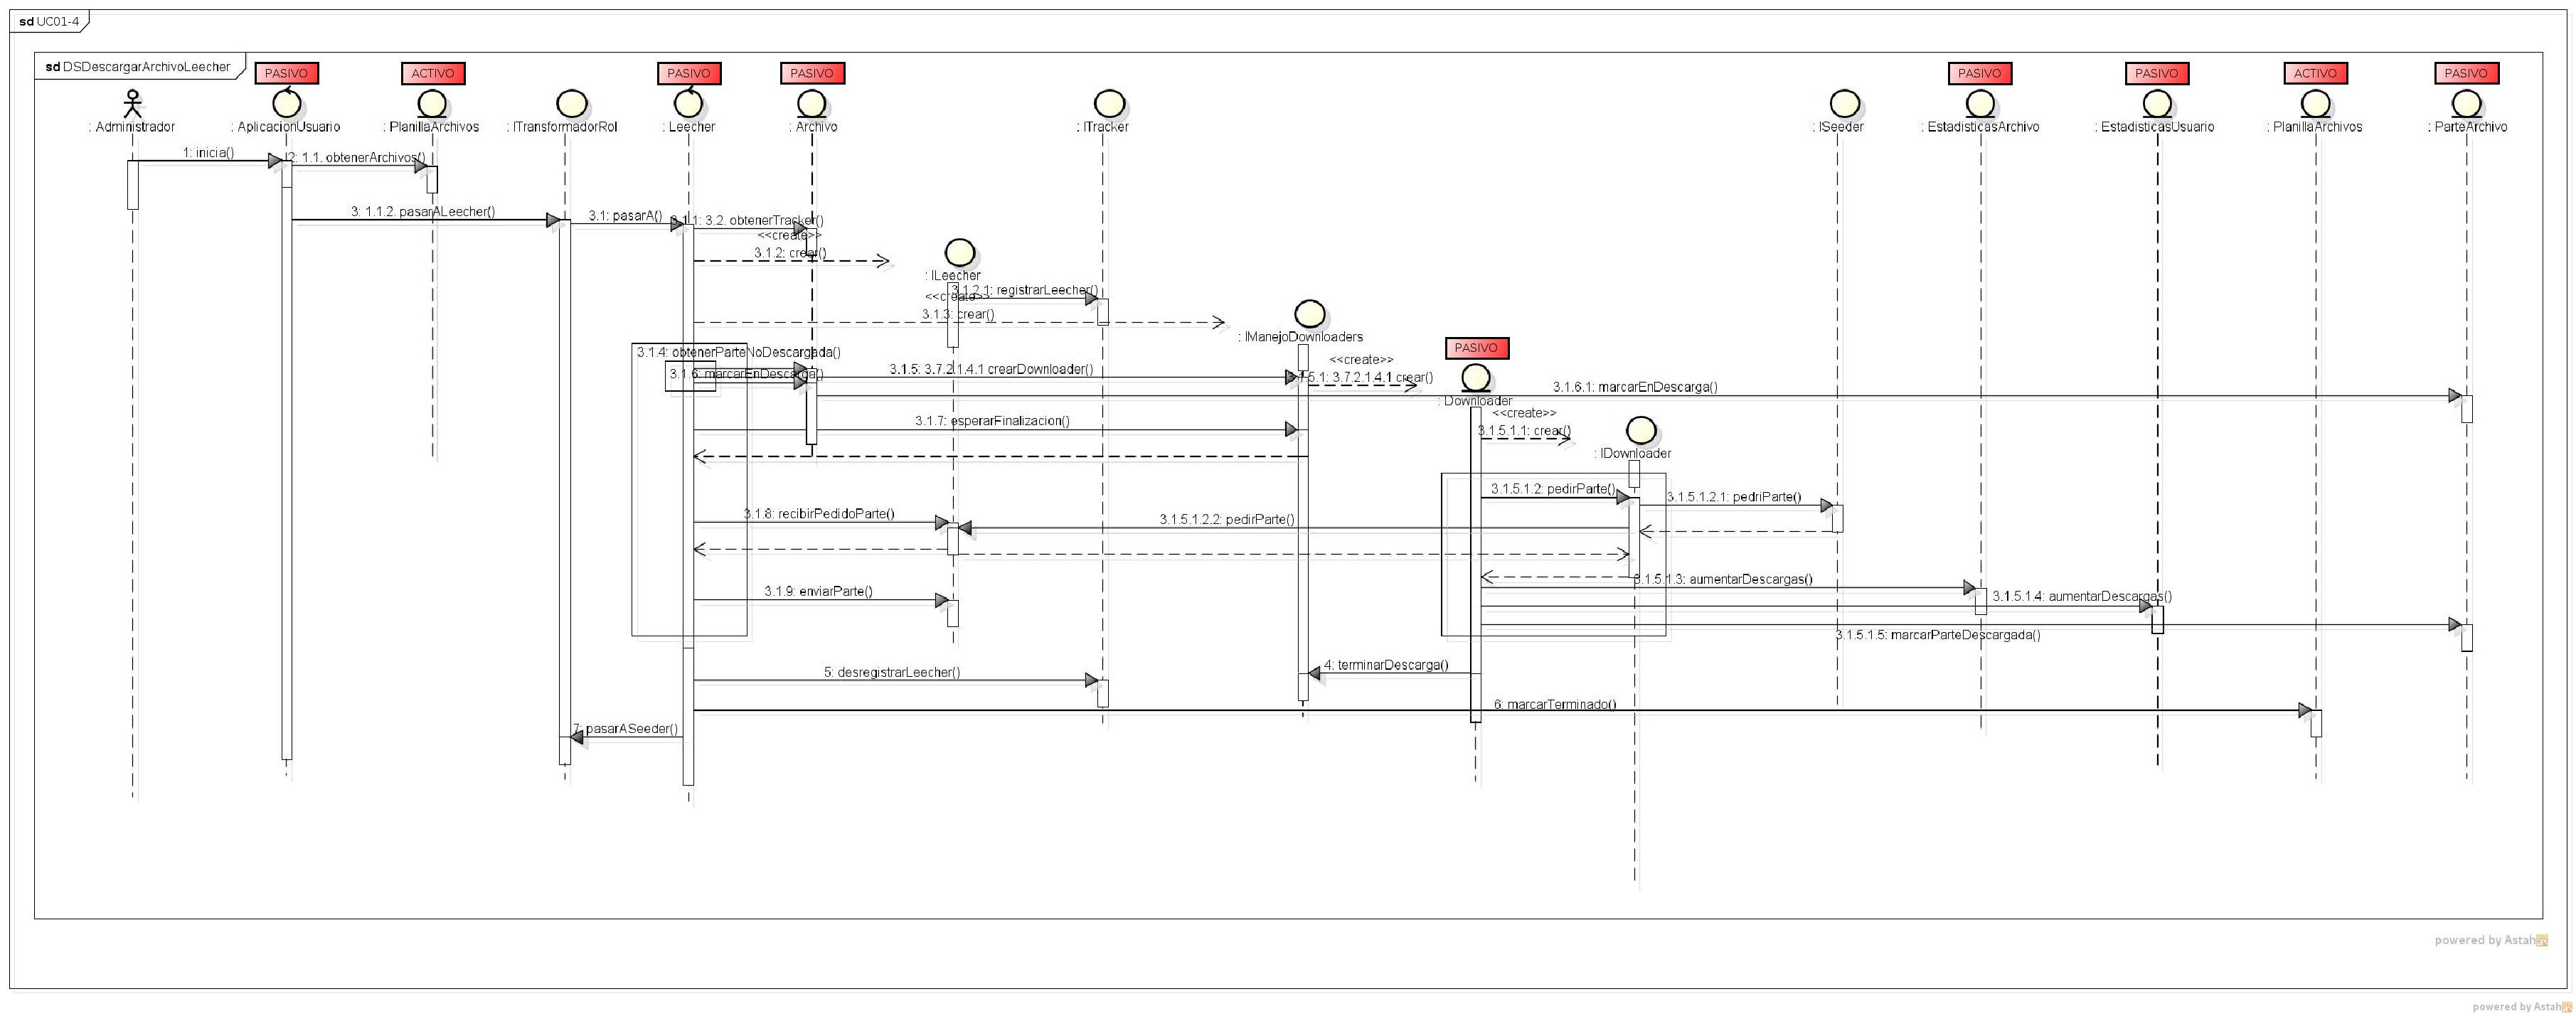 sd UC01-4
sd DSDescargarArchivoLeecher
PASIVO
ACTIVO
PASIVO
PASIVO
PASIVO
PASIVO
ACTIVO
PASIVO
: Administrador
: AplicacionUsuario
: PlanillaArchivos
: ITransformadorRol
: Leecher
: Archivo
: ITracker
: ISeeder
: EstadisticasArchivo
: EstadisticasUsuario
: PlanillaArchivos
: ParteArchivo
1: inicia()
2: 1.1. obtenerArchivos()
3: 1.1.2. pasarALeecher()
3.1: pasarA()
3.1.1: 3.2. obtenerTracker()
<<create>>
3.1.2: crear()
: ILeecher
3.1.2.1: registrarLeecher()
<<create>>
3.1.3: crear()
: IManejoDownloaders
PASIVO
3.1.4: obtenerParteNoDescargada()
<<create>>
3.1.5: 3.7.2.1.4.1 crearDownloader()
3.1.6: marcarEnDescarga()
3.1.5.1: 3.7.2.1.4.1 crear()
3.1.6.1: marcarEnDescarga()
: Downloader
<<create>>
3.1.7: esperarFinalizacion()
3.1.5.1.1: crear()
: IDownloader
3.1.5.1.2: pedirParte()
3.1.5.1.2.1: pedriParte()
3.1.8: recibirPedidoParte()
3.1.5.1.2.2: pedirParte()
3.1.5.1.3: aumentarDescargas()
3.1.9: enviarParte()
3.1.5.1.4: aumentarDescargas()
3.1.5.1.5: marcarParteDescargada()
4: terminarDescarga()
5: desregistrarLeecher()
6: marcarTerminado()
7: pasarASeeder()
powered by Astah
powered by Astah